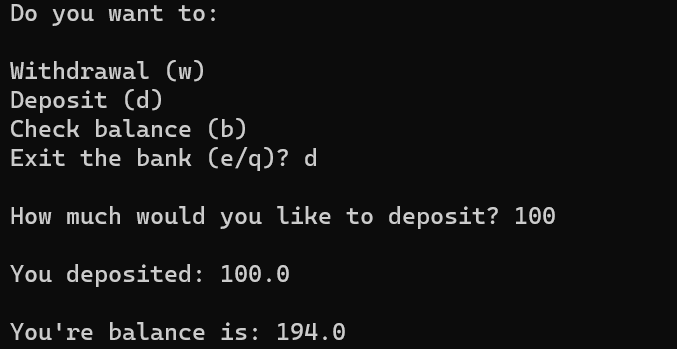 Do you want to:
Withdrawal (w)
Deposit (d)
Check balance (b)
Exit the bank (e/q)? d
How much would you like to deposit? 100
You deposited: 100.0
You're balance is: 194.0